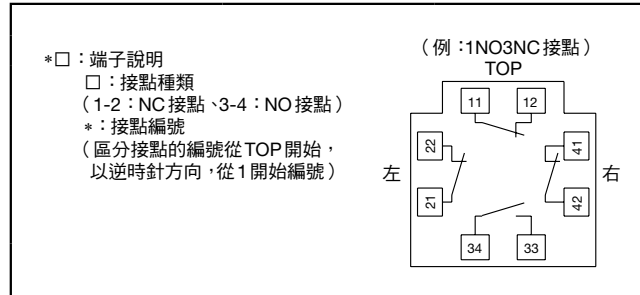 *□：端子說明
□：接點種類
（1-2：NC接點、3-4：NO接點）
*：接點編號
（區分接點的編號從TOP開始，
以逆時針方向，從1開始編號）
（例：1NO3NC接點）
TOP
11 12
22 41
左 右
21 42
34 33